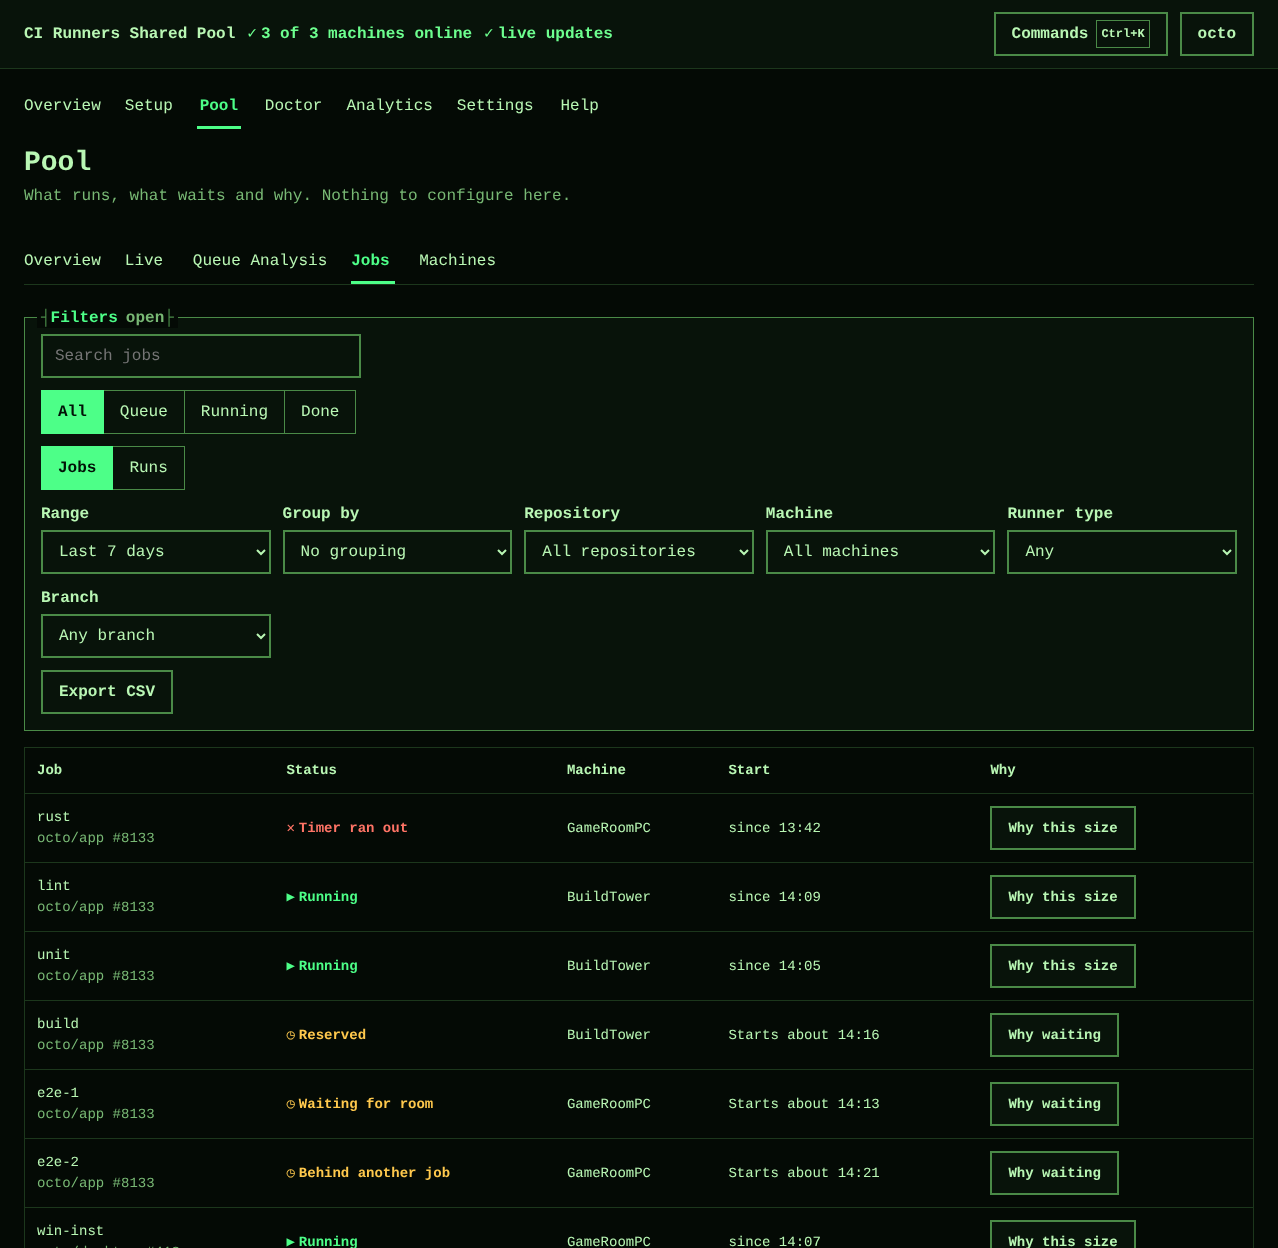 CI Runners Shared Pool ✓ 3 of 3 machines online ✓ live updates
Commands Ctrl+K octo
Overview Setup Pool Doctor Analytics Settings Help
Pool
What runs, what waits and why. Nothing to configure here.
Overview Live Queue Analysis Jobs Machines
Filters open
Search jobs
All Queue Running Done
Jobs Runs
Range Group by Repository Machine Runner type
Last 7 days No grouping All repositories All machines Any
Branch
Any branch
Export CSV
Job Status Machine Start Why
rust
octo/app #8133
✕ Timer ran out GameRoomPC since 13:42 Why this size
lint
octo/app #8133
▶ Running BuildTower since 14:09 Why this size
unit
octo/app #8133
▶ Running BuildTower since 14:05 Why this size
build
octo/app #8133
◷ Reserved BuildTower Starts about 14:16 Why waiting
e2e-1
octo/app #8133
◷ Waiting for room GameRoomPC Starts about 14:13 Why waiting
e2e-2
octo/app #8133
◷ Behind another job GameRoomPC Starts about 14:21 Why waiting
win-inst
▶ Running GameRoomPC since 14:07 Why this size